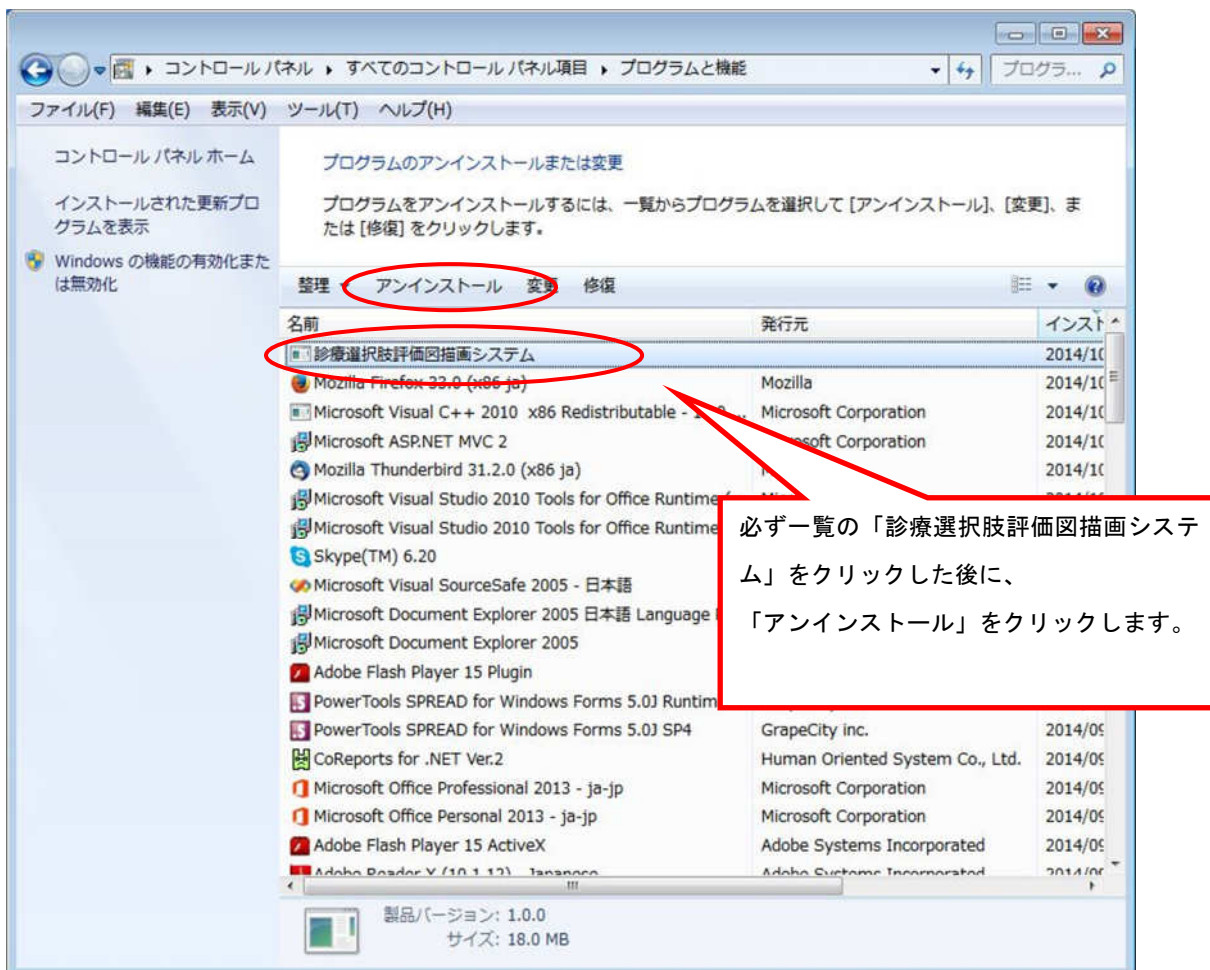 コントロール パネル ▸ すべてのコントロール パネル項目 ▸ プログラムと機能
プログラ...
ファイル(F) 編集(E) 表示(V) ツール(T) ヘルプ(H)
コントロール パネル ホーム
インストールされた更新プロ
グラムを表示
Windows の機能の有効化また
は無効化
プログラムのアンインストールまたは変更
プログラムをアンインストールするには、一覧からプログラムを選択して [アンインストール]、[変更]、ま
たは [修復] をクリックします。
整理 アンインストール 変更 修復
名前 発行元 インスト
診療選択肢評価図描画システム 2014/10
Mozilla Firefox 33.0 (x86 ja) Mozilla 2014/10
Microsoft Visual C++ 2010 x86 Redistributable - Microsoft Corporation 2014/10
Microsoft ASP.NET MVC 2 Corporation 2014/10
Mozilla Thunderbird 31.2.0 (x86 ja) 2014/10
Microsoft Visual Studio 2010 Tools for Office Runtime
Microsoft Visual Studio 2010 Tools for Office Runtime
Skype(TM) 6.20
Microsoft Visual SourceSafe 2005 - 日本語
Microsoft Document Explorer 2005 日本語 Language
Microsoft Document Explorer 2005
Adobe Flash Player 15 Plugin
PowerTools SPREAD for Windows Forms 5.0J Runtim
PowerTools SPREAD for Windows Forms 5.0J SP4 GrapeCity inc. 2014/09
CoReports for .NET Ver.2 Human Oriented System Co., Ltd. 2014/09
Microsoft Office Professional 2013 - ja-jp Microsoft Corporation 2014/09
Microsoft Office Personal 2013 - ja-jp Microsoft Corporation 2014/09
Adobe Flash Player 15 ActiveX Adobe Systems Incorporated 2014/09
Adobe Reader X (10.1.12) - Japanese Adobe Systems Incorporated 2014/09
必ず一覧の「診療選択肢評価図描画システ
ム」をクリックした後に、
「アンインストール」をクリックします。
製品バージョン: 1.0.0
サイズ: 18.0 MB